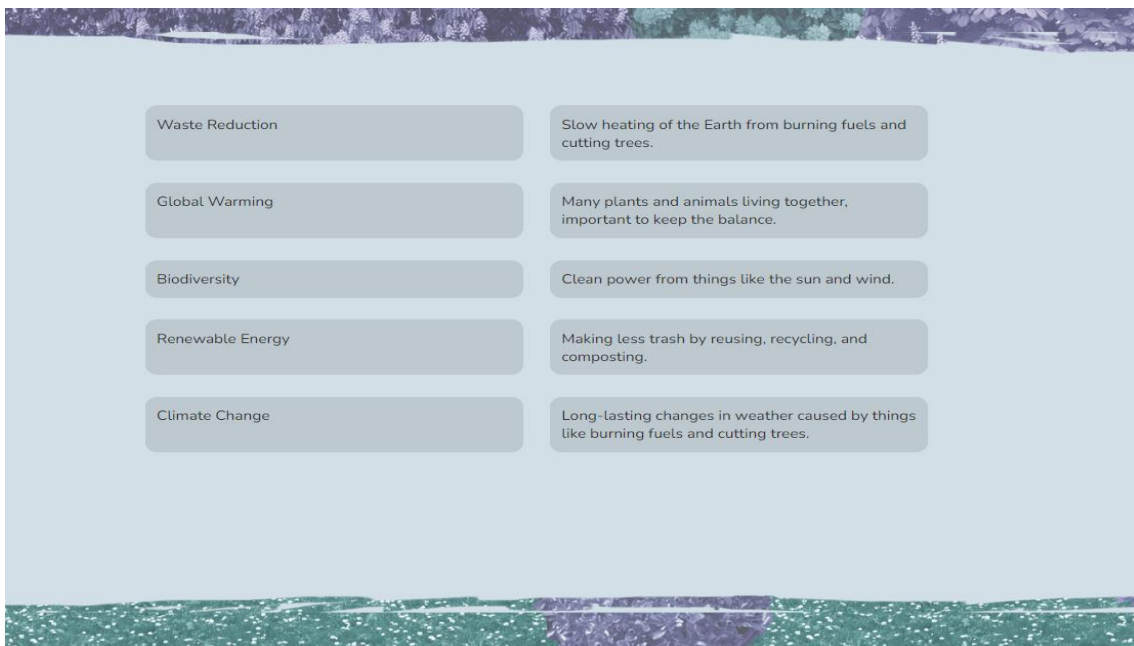 Waste Reduction
Slow heating of the Earth from burning fuels and
cutting trees.
Global Warming
Many plants and animals living together,
important to keep the balance.
Biodiversity
Clean power from things like the sun and wind.
Renewable Energy
Making less trash by reusing, recycling, and
composting.
Climate Change
Long-lasting changes in weather caused by things
like burning fuels and cutting trees.